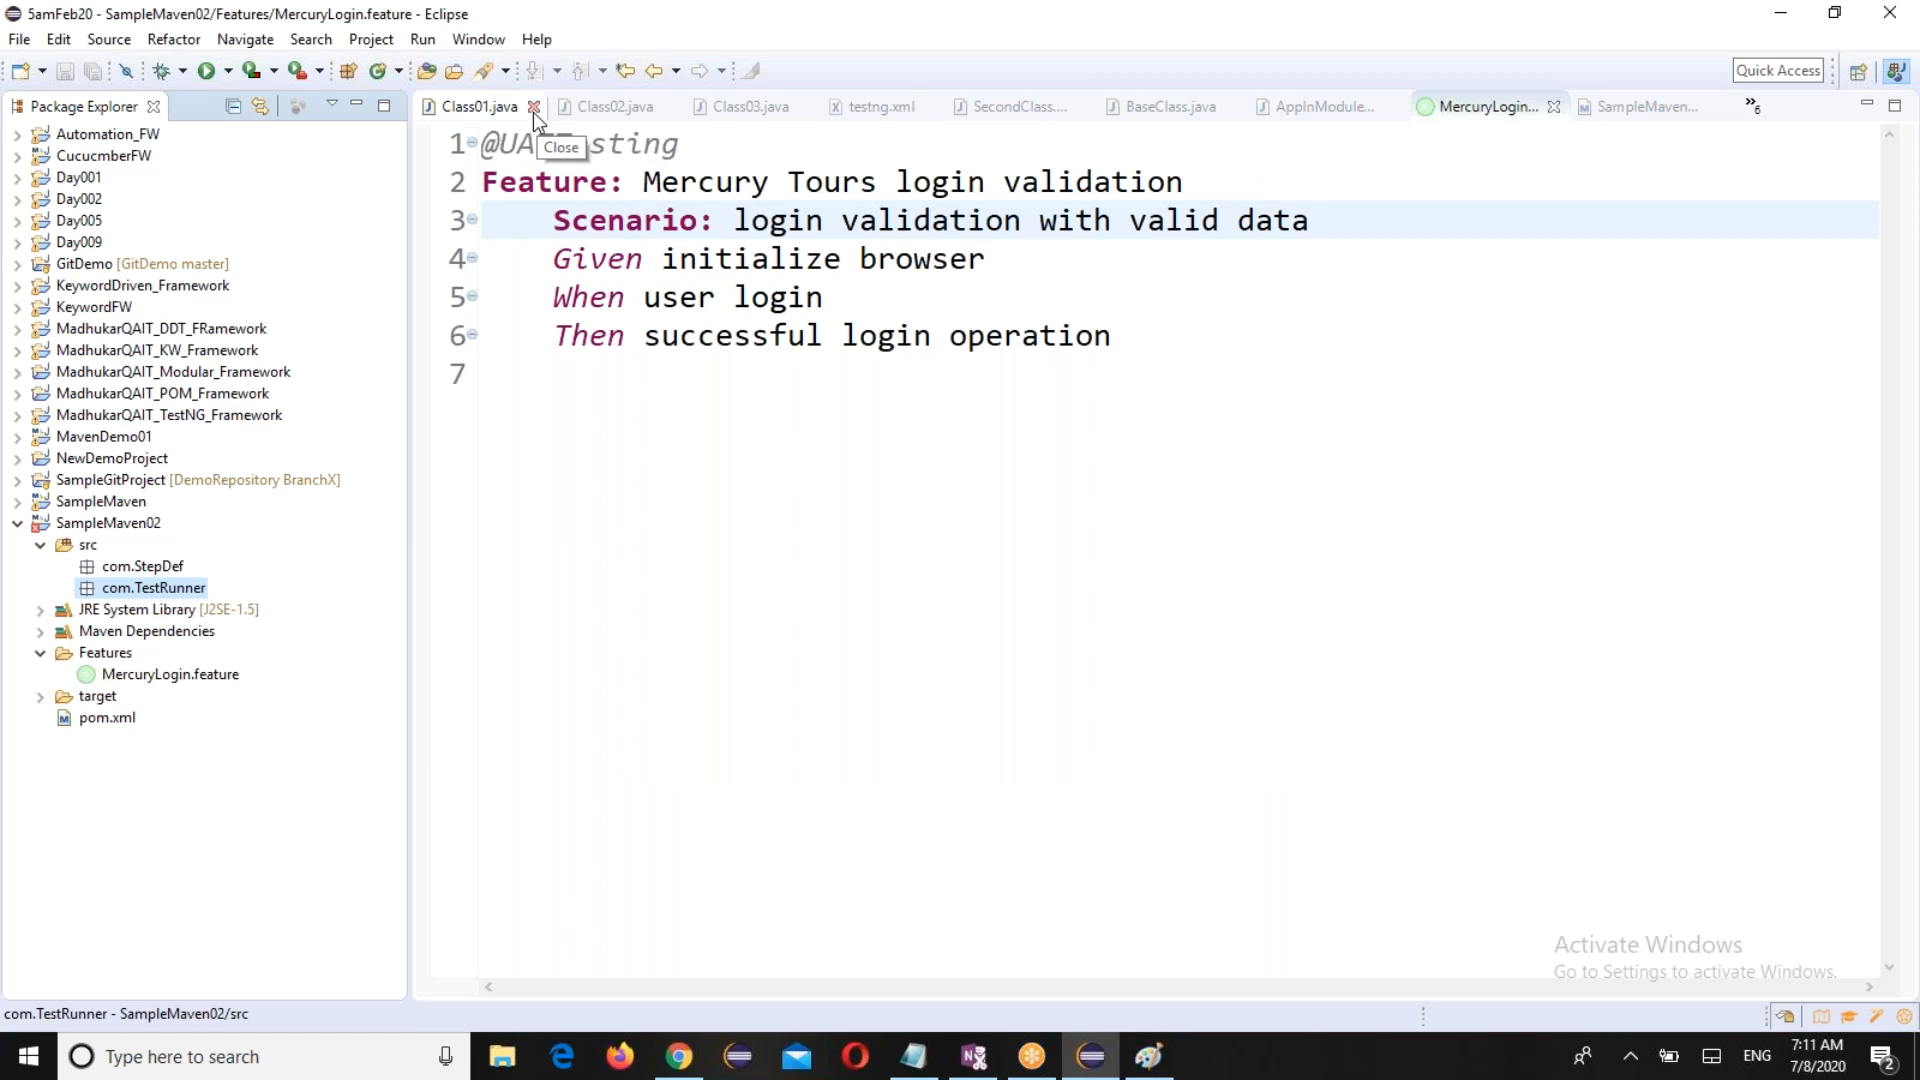 5amFeb20 - SampleMaven02/Features/MercuryLogin.feature - Eclipse
File Edit Source Refactor Navigate Search Project Run Window Help
Quick Access
Package Explorer
Class01.java
Class02.java
Class03.java
testng.xml
SecondClass....
BaseClass.java
AppInModule...
MercuryLogin...
SampleMaven...
»6
Automation_FW
CucucmberFW
Day001
Day002
Day005
Day009
GitDemo [GitDemo master]
KeywordDriven_Framework
KeywordFW
MadhukarQAIT_DDT_FRamework
MadhukarQAIT_KW_Framework
MadhukarQAIT_Modular_Framework
MadhukarQAIT_POM_Framework
MadhukarQAIT_TestNG_Framework
MavenDemo01
NewDemoProject
SampleGitProject [DemoRepository BranchX]
SampleMaven
SampleMaven02
src
com.StepDef
com.TestRunner
JRE System Library [J2SE-1.5]
Maven Dependencies
Features
MercuryLogin.feature
target
pom.xml
1 @UA sting
Close
2 Feature: Mercury Tours login validation
3 Scenario: login validation with valid data
4 Given initialize browser
5 When user login
6 Then successful login operation
7
Activate Windows
Go to Settings to activate Windows.
com.TestRunner - SampleMaven02/src
Type here to search
ENG
7:11 AM
7/8/2020
2